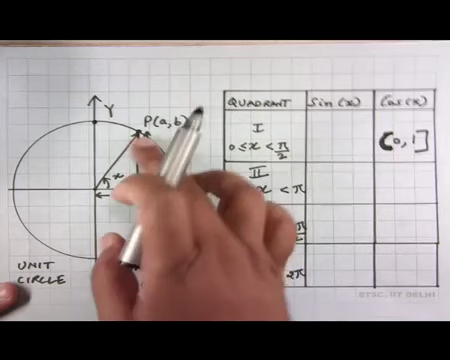 Y
P(a,b)
x
UNIT
CIRCLE
QUADRANT Sin(x) Cos(x)
I
0 ≤ x < π/2 (0, 1]
II
x < π
π
2π
ETSC, IIT DELHI